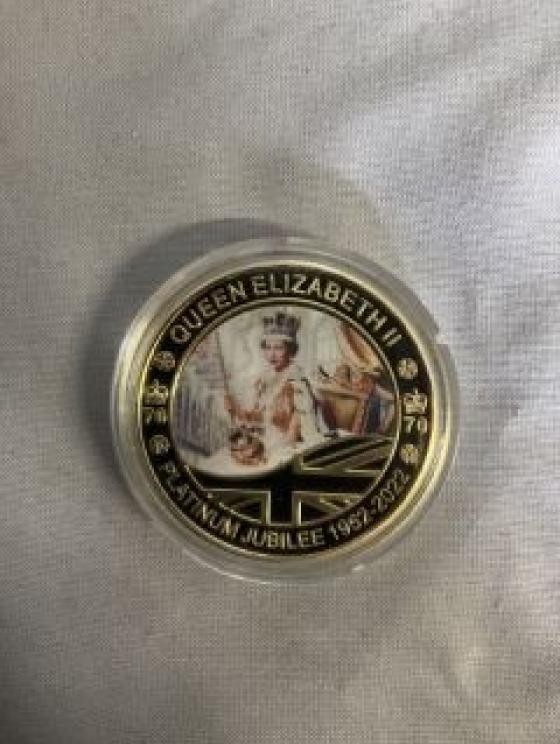 QUEEN ELIZABETH II
70
70
PLATINUM JUBILEE 1952-2022